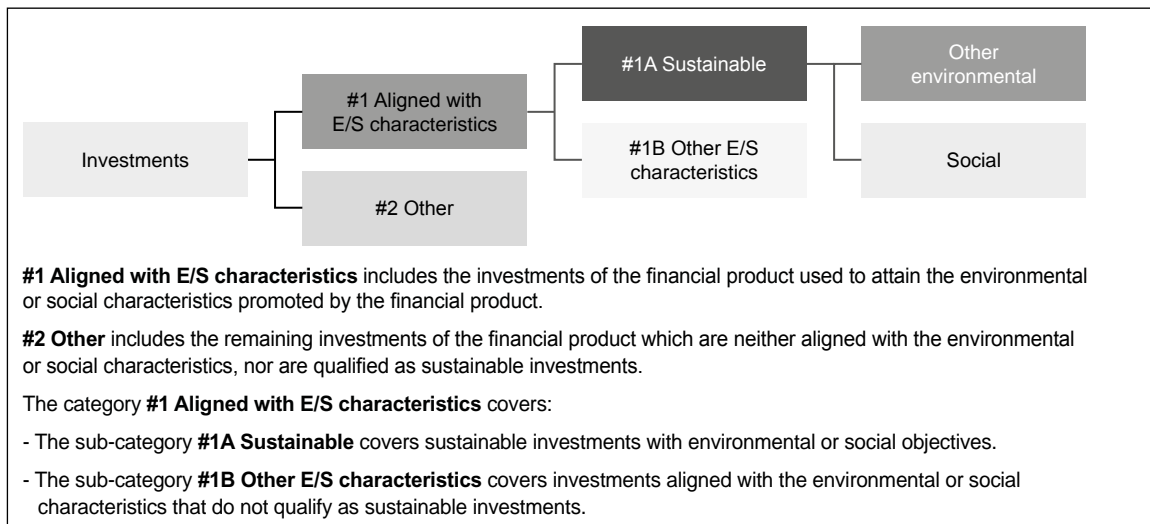 Investments
#1 Aligned with
E/S characteristics
#2 Other
#1A Sustainable
#1B Other E/S
characteristics
Other
environmental
Social
#1 Aligned with E/S characteristics includes the investments of the financial product used to attain the environmental
or social characteristics promoted by the financial product.
#2 Other includes the remaining investments of the financial product which are neither aligned with the environmental
or social characteristics, nor are qualified as sustainable investments.
The category #1 Aligned with E/S characteristics covers:
- The sub-category #1A Sustainable covers sustainable investments with environmental or social objectives.
- The sub-category #1B Other E/S characteristics covers investments aligned with the environmental or social
characteristics that do not qualify as sustainable investments.